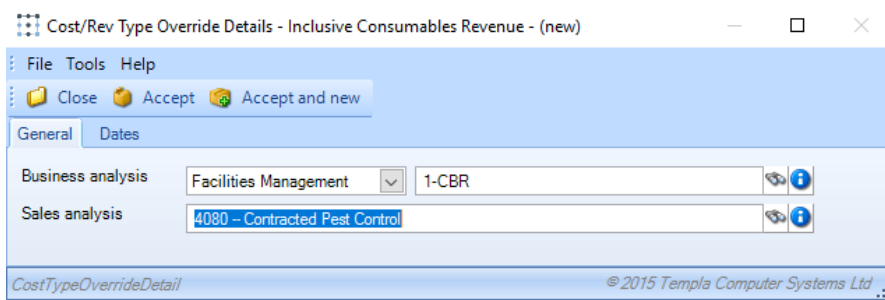 Cost/Rev Type Override Details - Inclusive Consumables Revenue - (new)
File Tools Help
Close Accept Accept and new
General Dates
Business analysis Facilities Management 1-CBR
Sales analysis 4080 – Contracted Pest Control
CostTypeOverrideDetail © 2015 Templa Computer Systems Ltd